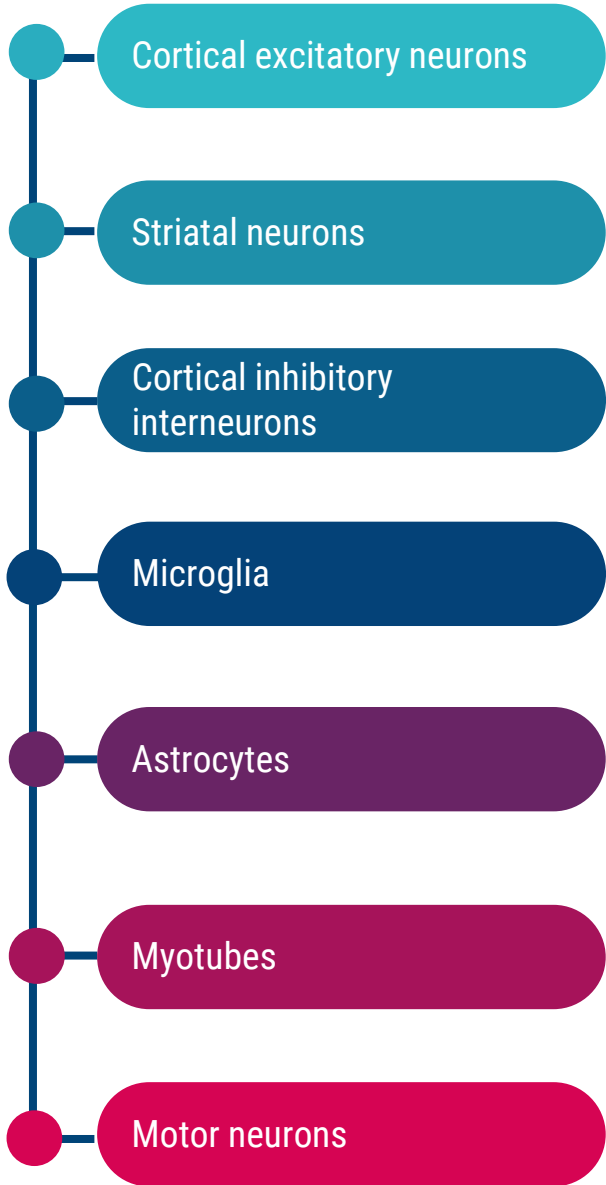 Cortical excitatory neurons
Striatal neurons
Cortical inhibitory
interneurons
Microglia
Astrocytes
Myotubes
Motor neurons